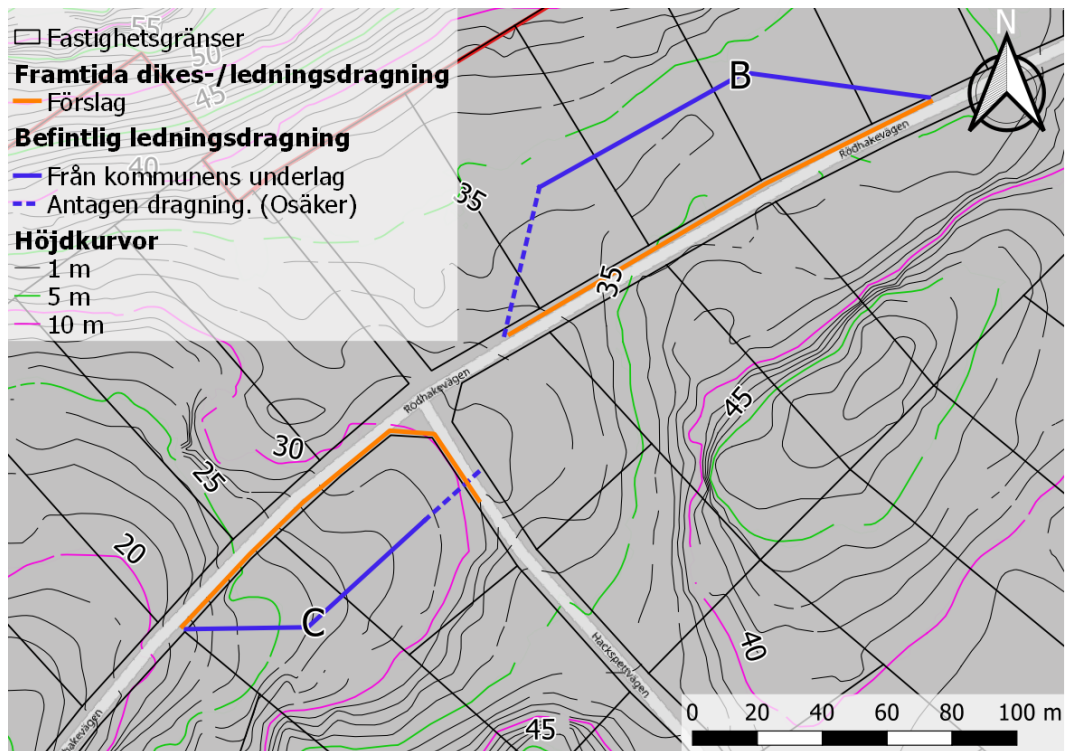 Fastighetsgränser
Framtida dikes-/ledningsdragning
Förslag
Befintlig ledningsdragning
Från kommunens underlag
Antagen dragning. (Osäker)
Höjdkurvor
1 m
5 m
10 m
55
50
45
40
N
B
Rödhakevägen
35
35
Rödhakevägen
45
30
25
20
C
Hackspettvägen
40
45
hakevägen
0 20 40 60 80 100 m